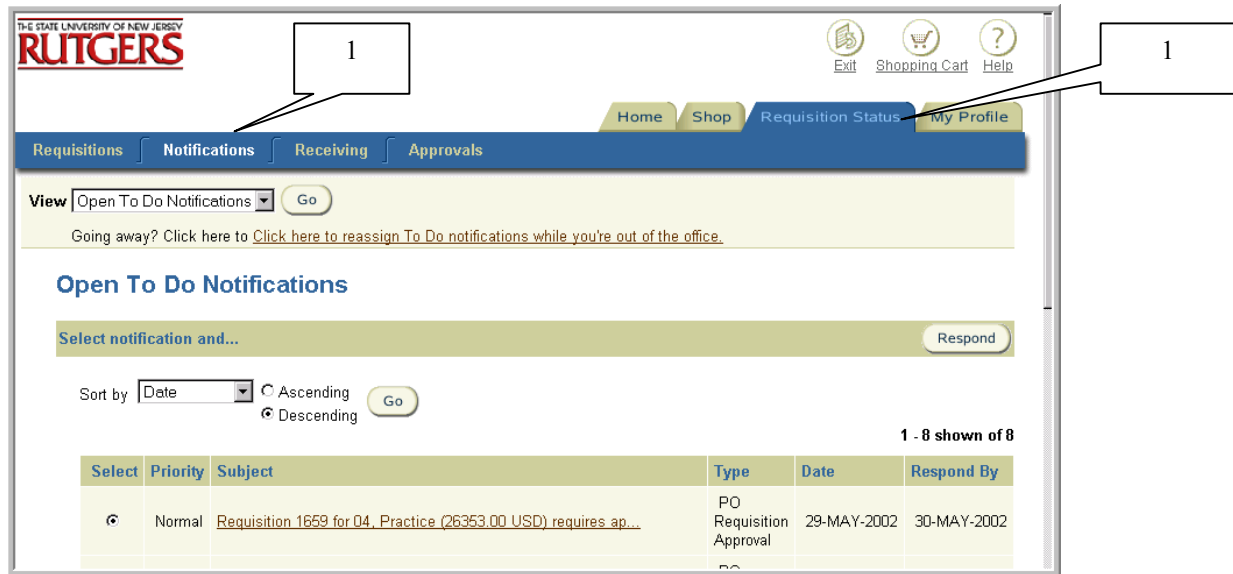 THE STATE UNIVERSITY OF NEW JERSEY
RUTGERS
1
1
Exit Shopping Cart Help
Home Shop Requisition Status My Profile
Requisitions Notifications Receiving Approvals
View Open To Do Notifications Go
Going away? Click here to Click here to reassign To Do notifications while you're out of the office.
Open To Do Notifications
Select notification and... Respond
Sort by Date Ascending
Descending
Go
1 - 8 shown of 8
Select Priority Subject Type Date Respond By
Normal Requisition 1659 for 04, Practice (26353.00 USD) requires ap... PO Requisition Approval 29-MAY-2002 30-MAY-2002